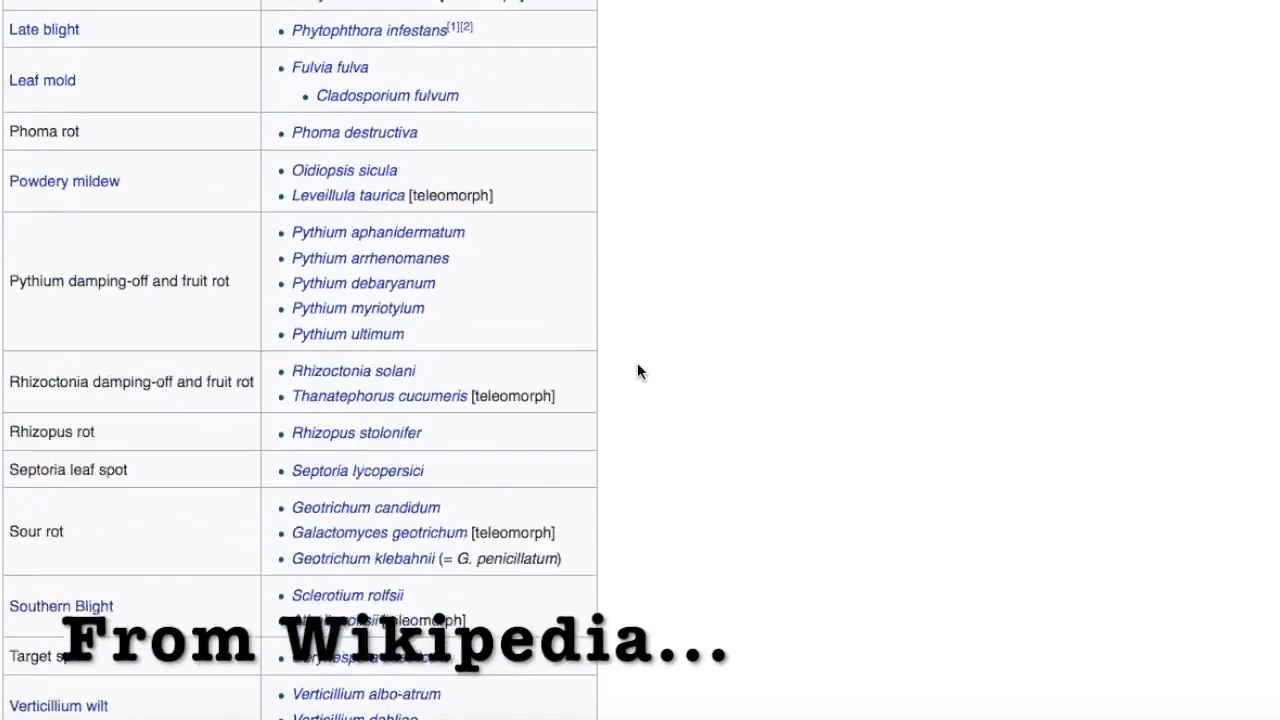 Late blight
Phytophthora infestans[1][2]
Leaf mold
Fulvia fulva
Cladosporium fulvum
Phoma rot
Phoma destructiva
Powdery mildew
Oidiopsis sicula
Leveillula taurica [teleomorph]
Pythium damping-off and fruit rot
Pythium aphanidermatum
Pythium arrhenomanes
Pythium debaryanum
Pythium myriotylum
Pythium ultimum
Rhizoctonia damping-off and fruit rot
Rhizoctonia solani
Thanatephorus cucumeris [teleomorph]
Rhizopus rot
Rhizopus stolonifer
Septoria leaf spot
Septoria lycopersici
Sour rot
Geotrichum candidum
Galactomyces geotrichum [teleomorph]
Geotrichum klebahnii (= G. penicillatum)
Southern Blight
Sclerotium rolfsii
[teleomorph]
Target
From Wikipedia...
Verticillium wilt
Verticillium albo-atrum
Verticillium dahliae